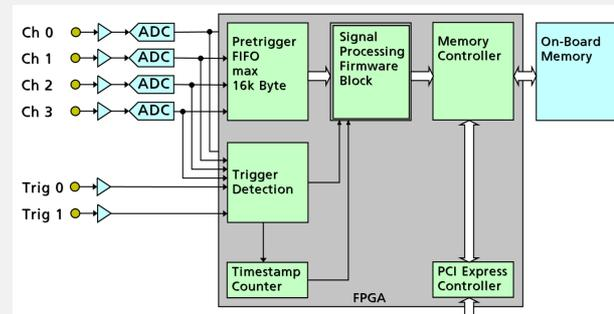 Ch 0
ADC
Ch 1
ADC
Ch 2
ADC
Ch 3
ADC
Trig 0
Trig 1
Pretrigger
FIFO
max
16k Byte
Signal
Processing
Firmware
Block
Memory
Controller
On-Board
Memory
Trigger
Detection
Timestamp
Counter
PCI Express
Controller
FPGA